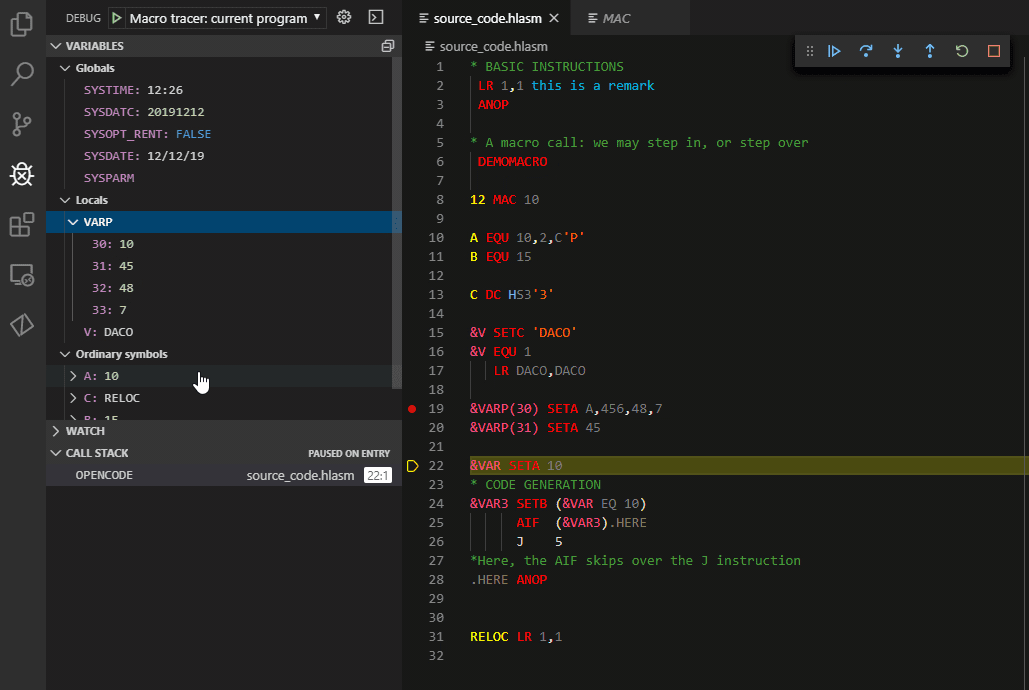 DEBUG Macro tracer: current program
VARIABLES
Globals
SYSTIME: 12:26
SYSDATC: 20191212
SYSOPT_RENT: FALSE
SYSDATE: 12/12/19
SYSPARM
Locals
VARP
30: 10
31: 45
32: 48
33: 7
V: DACO
Ordinary symbols
A: 10
C: RELOC
B: 15
WATCH
CALL STACK PAUSED ON ENTRY
OPENCODE source_code.hlasm 22:1
source_code.hlasm MAC
source_code.hlasm
1 * BASIC INSTRUCTIONS
2 LR 1,1 this is a remark
3 ANOP
4
5 * A macro call: we may step in, or step over
6 DEMOMACRO
7
8 12 MAC 10
9
10 A EQU 10,2,C'P'
11 B EQU 15
12
13 C DC HS3'3'
14
15 &V SETC 'DACO'
16 &V EQU 1
17 LR DACO,DACO
18
19 &VARP(30) SETA A,456,48,7
20 &VARP(31) SETA 45
21
22 &VAR SETA 10
23 * CODE GENERATION
24 &VAR3 SETB (&VAR EQ 10)
25 AIF (&VAR3).HERE
26 J 5
27 *Here, the AIF skips over the J instruction
28 .HERE ANOP
29
30
31 RELOC LR 1,1
32